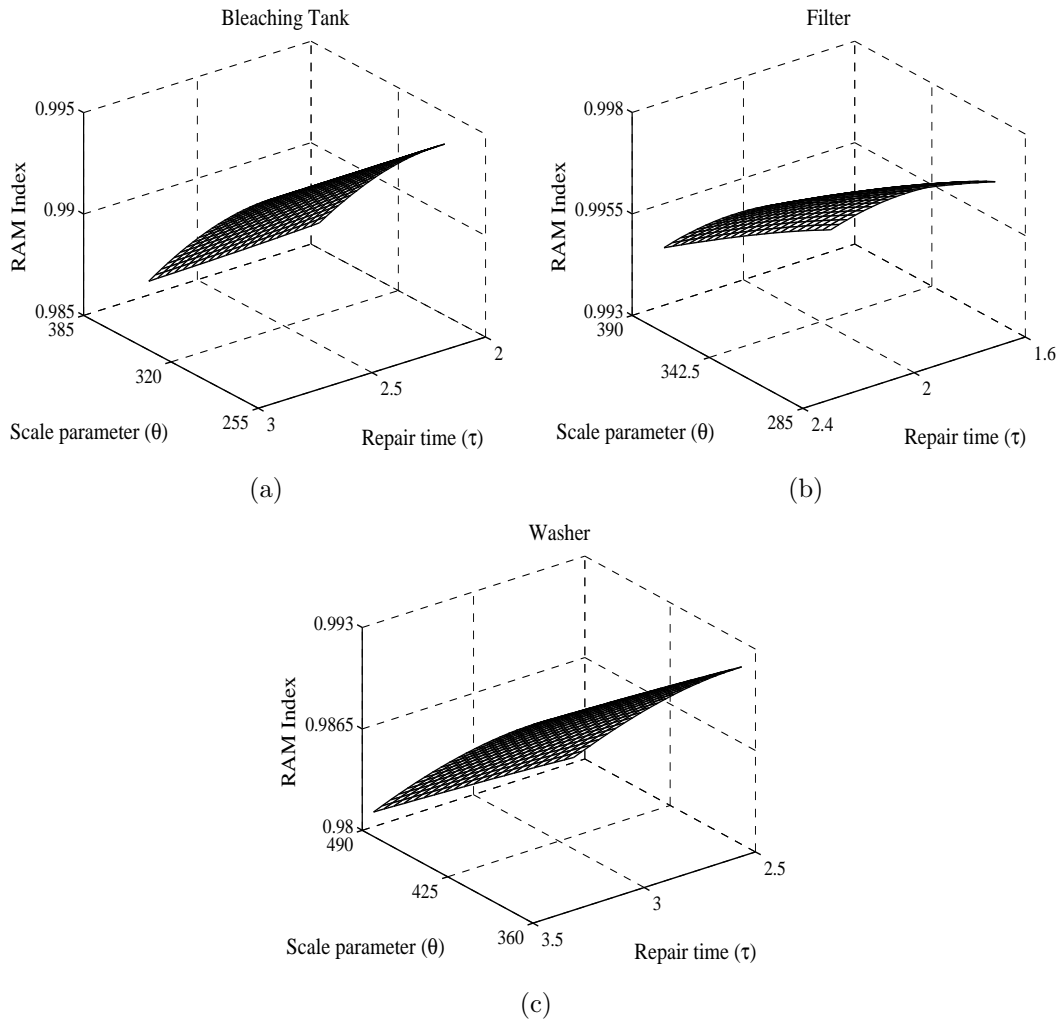 Bleaching Tank
0.995
0.99
0.985
RAM Index
385
320
255
Scale parameter (θ)
3
2.5
2
Repair time (τ)
(a)
Filter
0.998
0.9955
0.993
RAM Index
390
342.5
285
Scale parameter (θ)
2.4
2
1.6
Repair time (τ)
(b)
Washer
0.993
0.9865
0.98
RAM Index
490
425
360
Scale parameter (θ)
3.5
3
2.5
Repair time (τ)
(c)